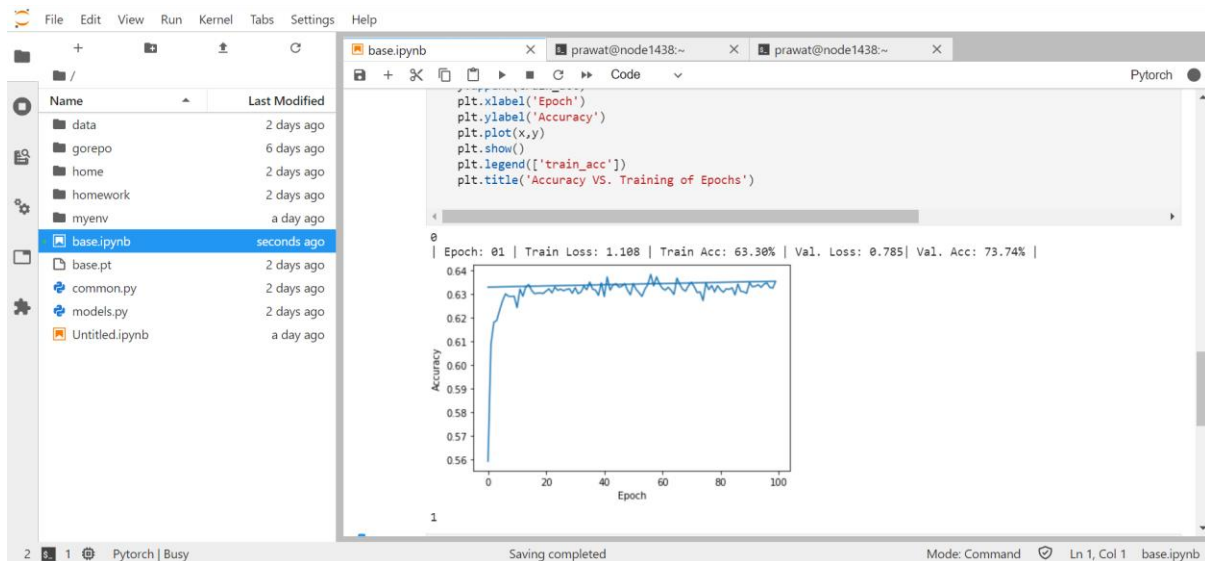 File Edit View Run Kernel Tabs Settings Help
/
Name Last Modified
data 2 days ago
gorepo 6 days ago
home 2 days ago
homework 2 days ago
myenv a day ago
base.ipynb seconds ago
base.pt 2 days ago
common.py 2 days ago
models.py 2 days ago
Untitled.ipynb a day ago
base.ipynb prawat@node1438:~ prawat@node1438:~
Code Pytorch
plt.xlabel('Epoch')
plt.ylabel('Accuracy')
plt.plot(x,y)
plt.show()
plt.legend(['train_acc'])
plt.title('Accuracy VS. Training of Epochs')
0
| Epoch: 01 | Train Loss: 1.108 | Train Acc: 63.30% | Val. Loss: 0.785| Val. Acc: 73.74% |
0.64
0.63
0.62
0.61
0.60
0.59
0.58
0.57
0.56
Accuracy
0 20 40 60 80 100
Epoch
1
2 1 Pytorch | Busy Saving completed Mode: Command Ln 1, Col 1 base.ipynb